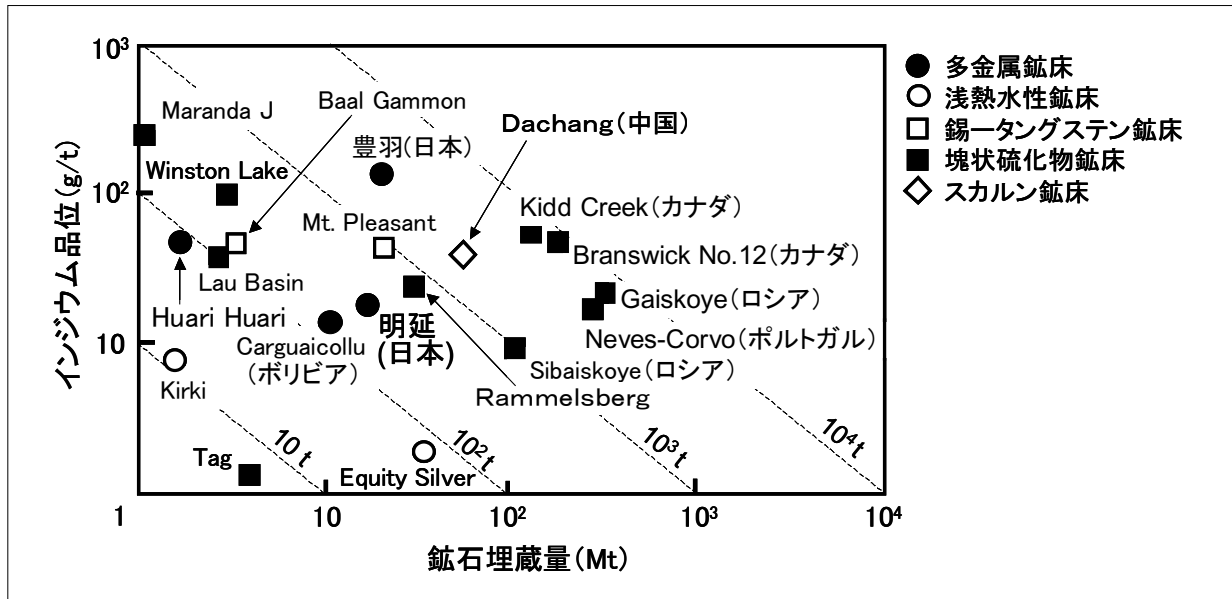 10³
Maranda J
Baal Gammon
Dachang(中国)
豊羽(日本)
Winston Lake
10²
Kidd Creek(カナダ)
Mt. Pleasant
Branswick No.12(カナダ)
Lau Basin
Gaiskoye(ロシア)
Huari Huari
明延
(日本)
Neves-Corvo(ポルトガル)
10
Carguaicollu
(ボリビア)
Sibaiskoye(ロシア)
Kirki
Rammelsberg
10 t
10² t
10³ t
10⁴ t
Tag
Equity Silver
1
10
10²
10³
10⁴
インジウム品位(g/t)
鉱石埋蔵量(Mt)
多金属鉱床
浅熱水性鉱床
錫ータングステン鉱床
塊状硫化物鉱床
スカルン鉱床